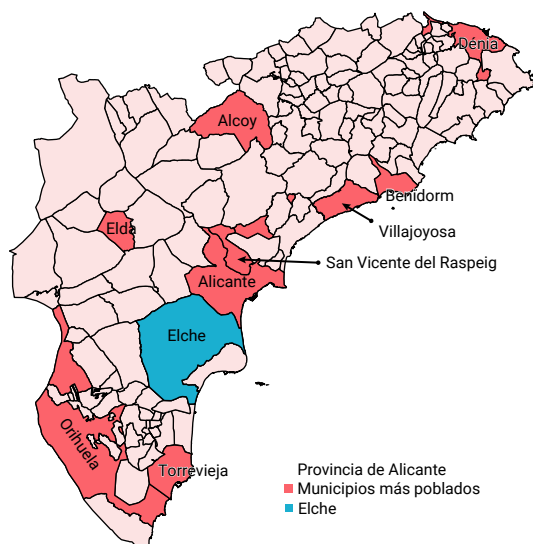 Dénia
Alcoy
Benidorm
Elda
Villajoyosa
San Vicente del Raspeig
Alicante
Elche
Orihuela
Torrevieja
Provincia de Alicante
Municipios más poblados
Elche